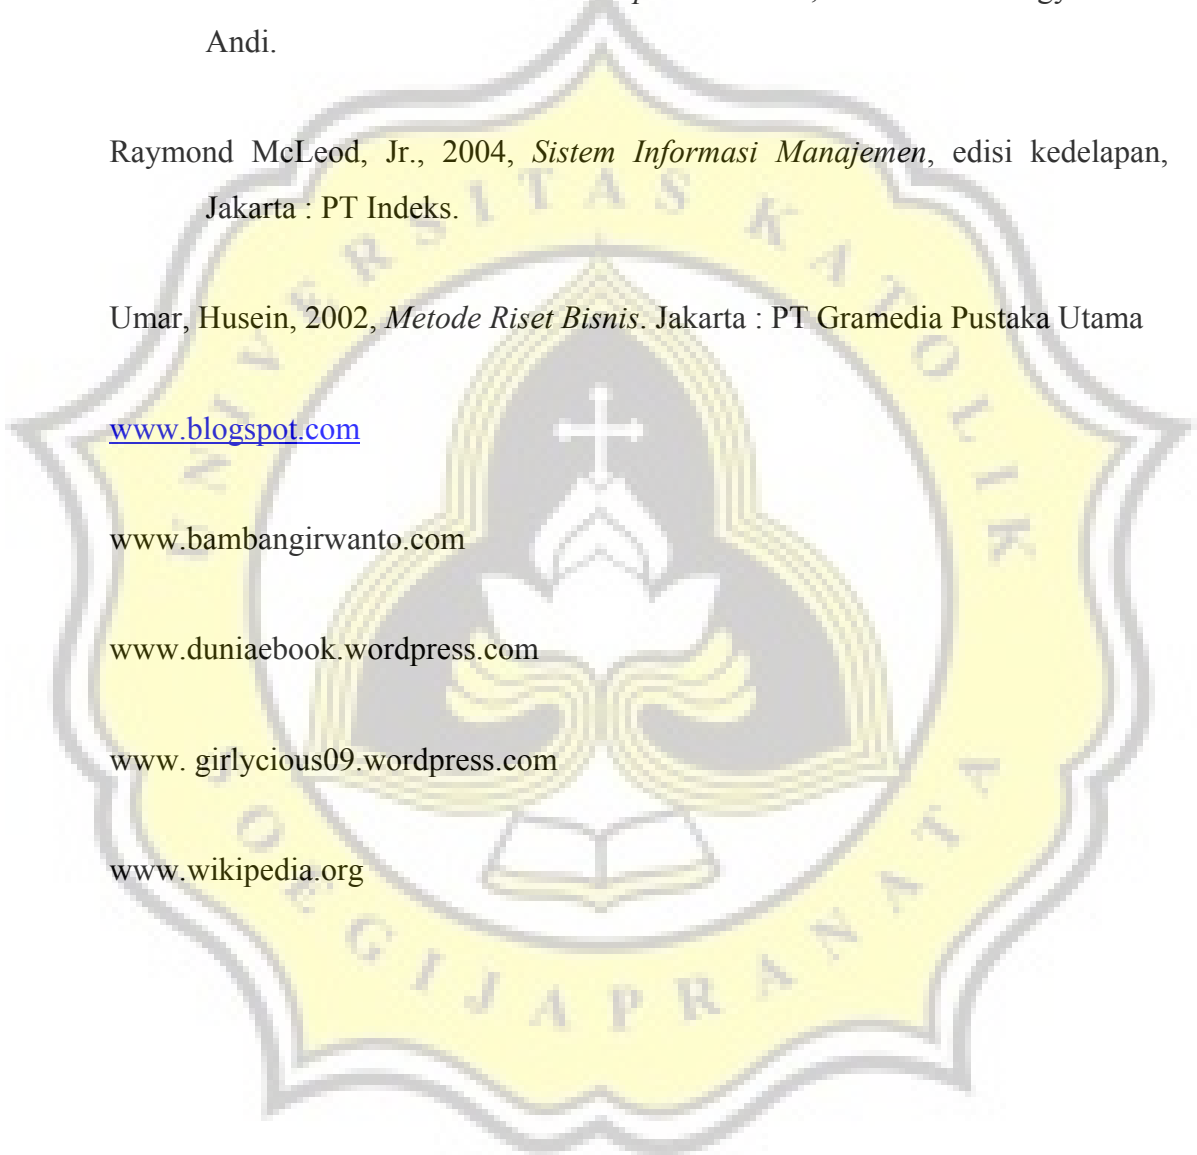 Andi.
Raymond McLeod, Jr., 2004, Sistem Informasi Manajemen, edisi kedelapan,
Jakarta : PT Indeks.
Umar, Husein, 2002, Metode Riset Bisnis. Jakarta : PT Gramedia Pustaka Utama
www.blogspot.com
www.bambangirwanto.com
www.duniaebook.wordpress.com
www. girlycious09.wordpress.com
www.wikipedia.org
UNIVERSITAS KATOLIK
SOEGIJAPRANATA